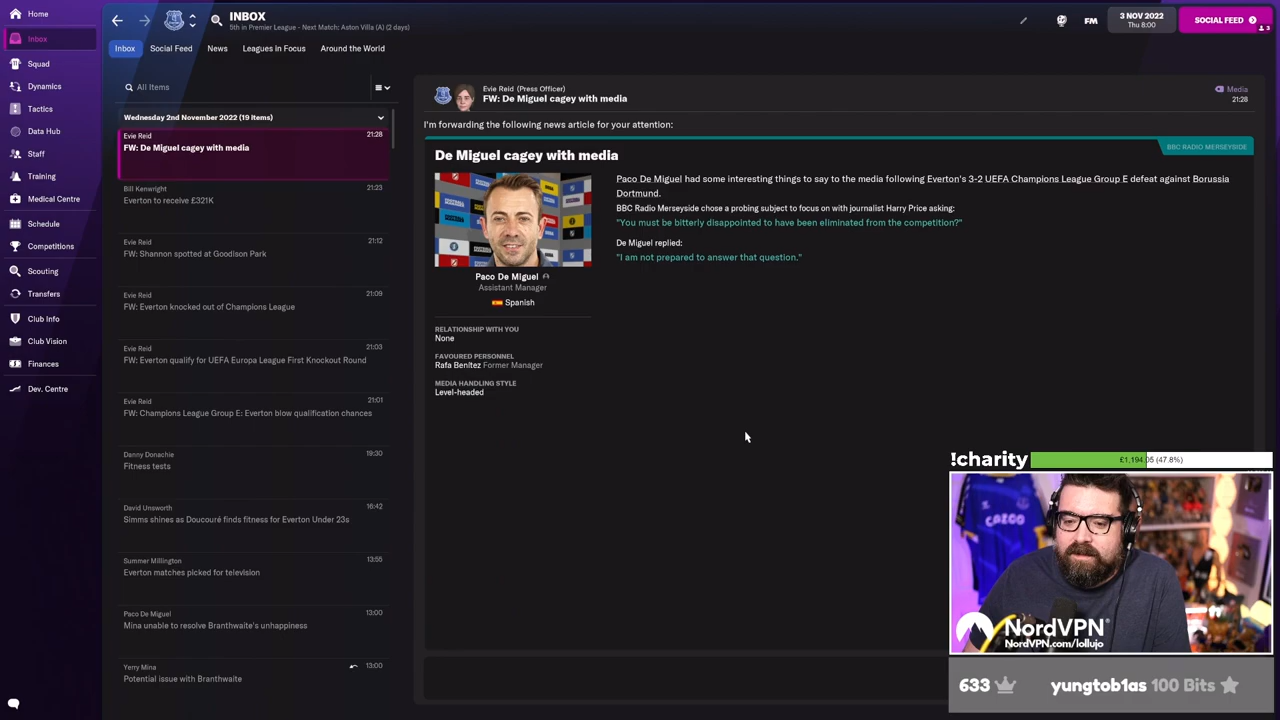 Home
Inbox
Squad
Dynamics
Tactics
Data Hub
Staff
Training
Medical Centre
Schedule
Competitions
Scouting
Transfers
Club Info
Club Vision
Finances
Dev. Centre
INBOX
5th in Premier League - Next Match: Aston Villa (A) (2 days)
FM
3 NOV 2022
Thu 8:00
SOCIAL FEED
3
Inbox
Social Feed
News
Leagues in Focus
Around the World
All Items
Wednesday 2nd November 2022 (19 items)
Evie Reid 21:28
FW: De Miguel cagey with media
Bill Kenwright 21:23
Everton to receive £321K
Evie Reid 21:12
FW: Shannon spotted at Goodison Park
Evie Reid 21:09
FW: Everton knocked out of Champions League
Evie Reid 21:03
FW: Everton qualify for UEFA Europa League First Knockout Round
Evie Reid 21:01
FW: Champions League Group E: Everton blow qualification chances
Danny Donachie 19:30
Fitness tests
David Unsworth 16:42
Simms shines as Doucouré finds fitness for Everton Under 23s
Summer Millington 13:55
Everton matches picked for television
Paco De Miguel 13:00
Mina unable to resolve Branthwaite's unhappiness
Yerry Mina 13:00
Potential issue with Branthwaite
Evie Reid (Press Officer)
FW: De Miguel cagey with media
Media
21:28
I'm forwarding the following news article for your attention:
De Miguel cagey with media
BBC RADIO MERSEYSIDE
Paco De Miguel
Assistant Manager
Spanish
RELATIONSHIP WITH YOU
None
FAVOURED PERSONNEL
Rafa Benítez Former Manager
MEDIA HANDLING STYLE
Level-headed
Paco De Miguel had some interesting things to say to the media following Everton's 3-2 UEFA Champions League Group E defeat against Borussia
Dortmund.
BBC Radio Merseyside chose a probing subject to focus on with journalist Harry Price asking:
"You must be bitterly disappointed to have been eliminated from the competition?"
De Miguel replied:
"I am not prepared to answer that question."
!charity
£1,194.05 (47.8%)
CAZOO
NordVPN®
NordVPN.com/lollujo
633
yungtob1as 100 Bits